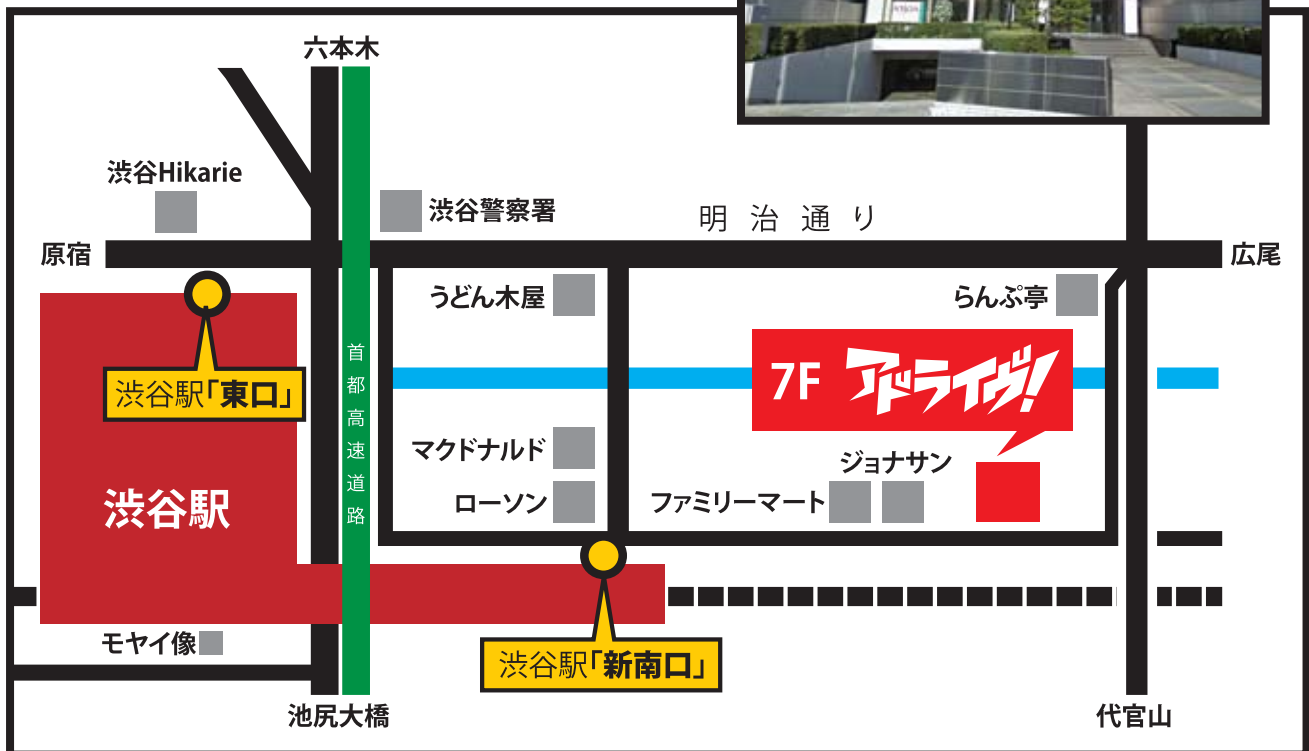 六本木
渋谷Hikarie
渋谷警察署
明治通り
原宿
広尾
うどん木屋
らんぷ亭
首都高速道路
7F アドライヴ!
渋谷駅「東口」
マクドナルド
ジョナサン
ローソン
ファミリーマート
渋谷駅
モヤイ像
渋谷駅「新南口」
池尻大橋
代官山